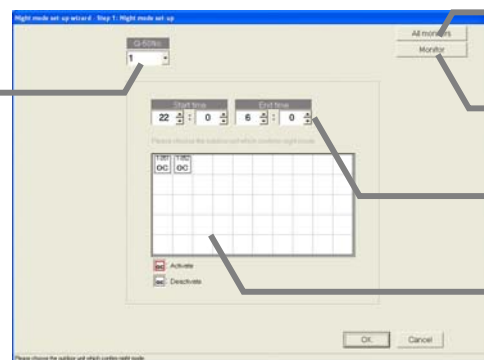 Night mode set-up wizard - Step 1: Night mode set-up
All monitors
Monitor
1
Start time
End time
22 : 0
6 : 0
Please choose the outdoor unit which confirm night mode.
OC OC
OC Activate
OC Deactivate
OK
Cancel
Please choose the outdoor unit which confirm night mode.